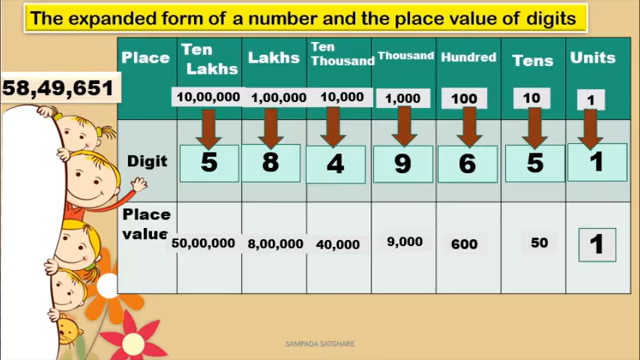 The expanded form of a number and the place value of digits
58,49,651
Place Ten Lakhs Lakhs Ten Thousand Thousand Hundred Tens Units
10,00,000 1,00,000 10,000 1,000 100 10 1
Digit 5 8 4 9 6 5 1
Place value 50,00,000 8,00,000 40,000 9,000 600 50 1
SAMPADA SATGHARE